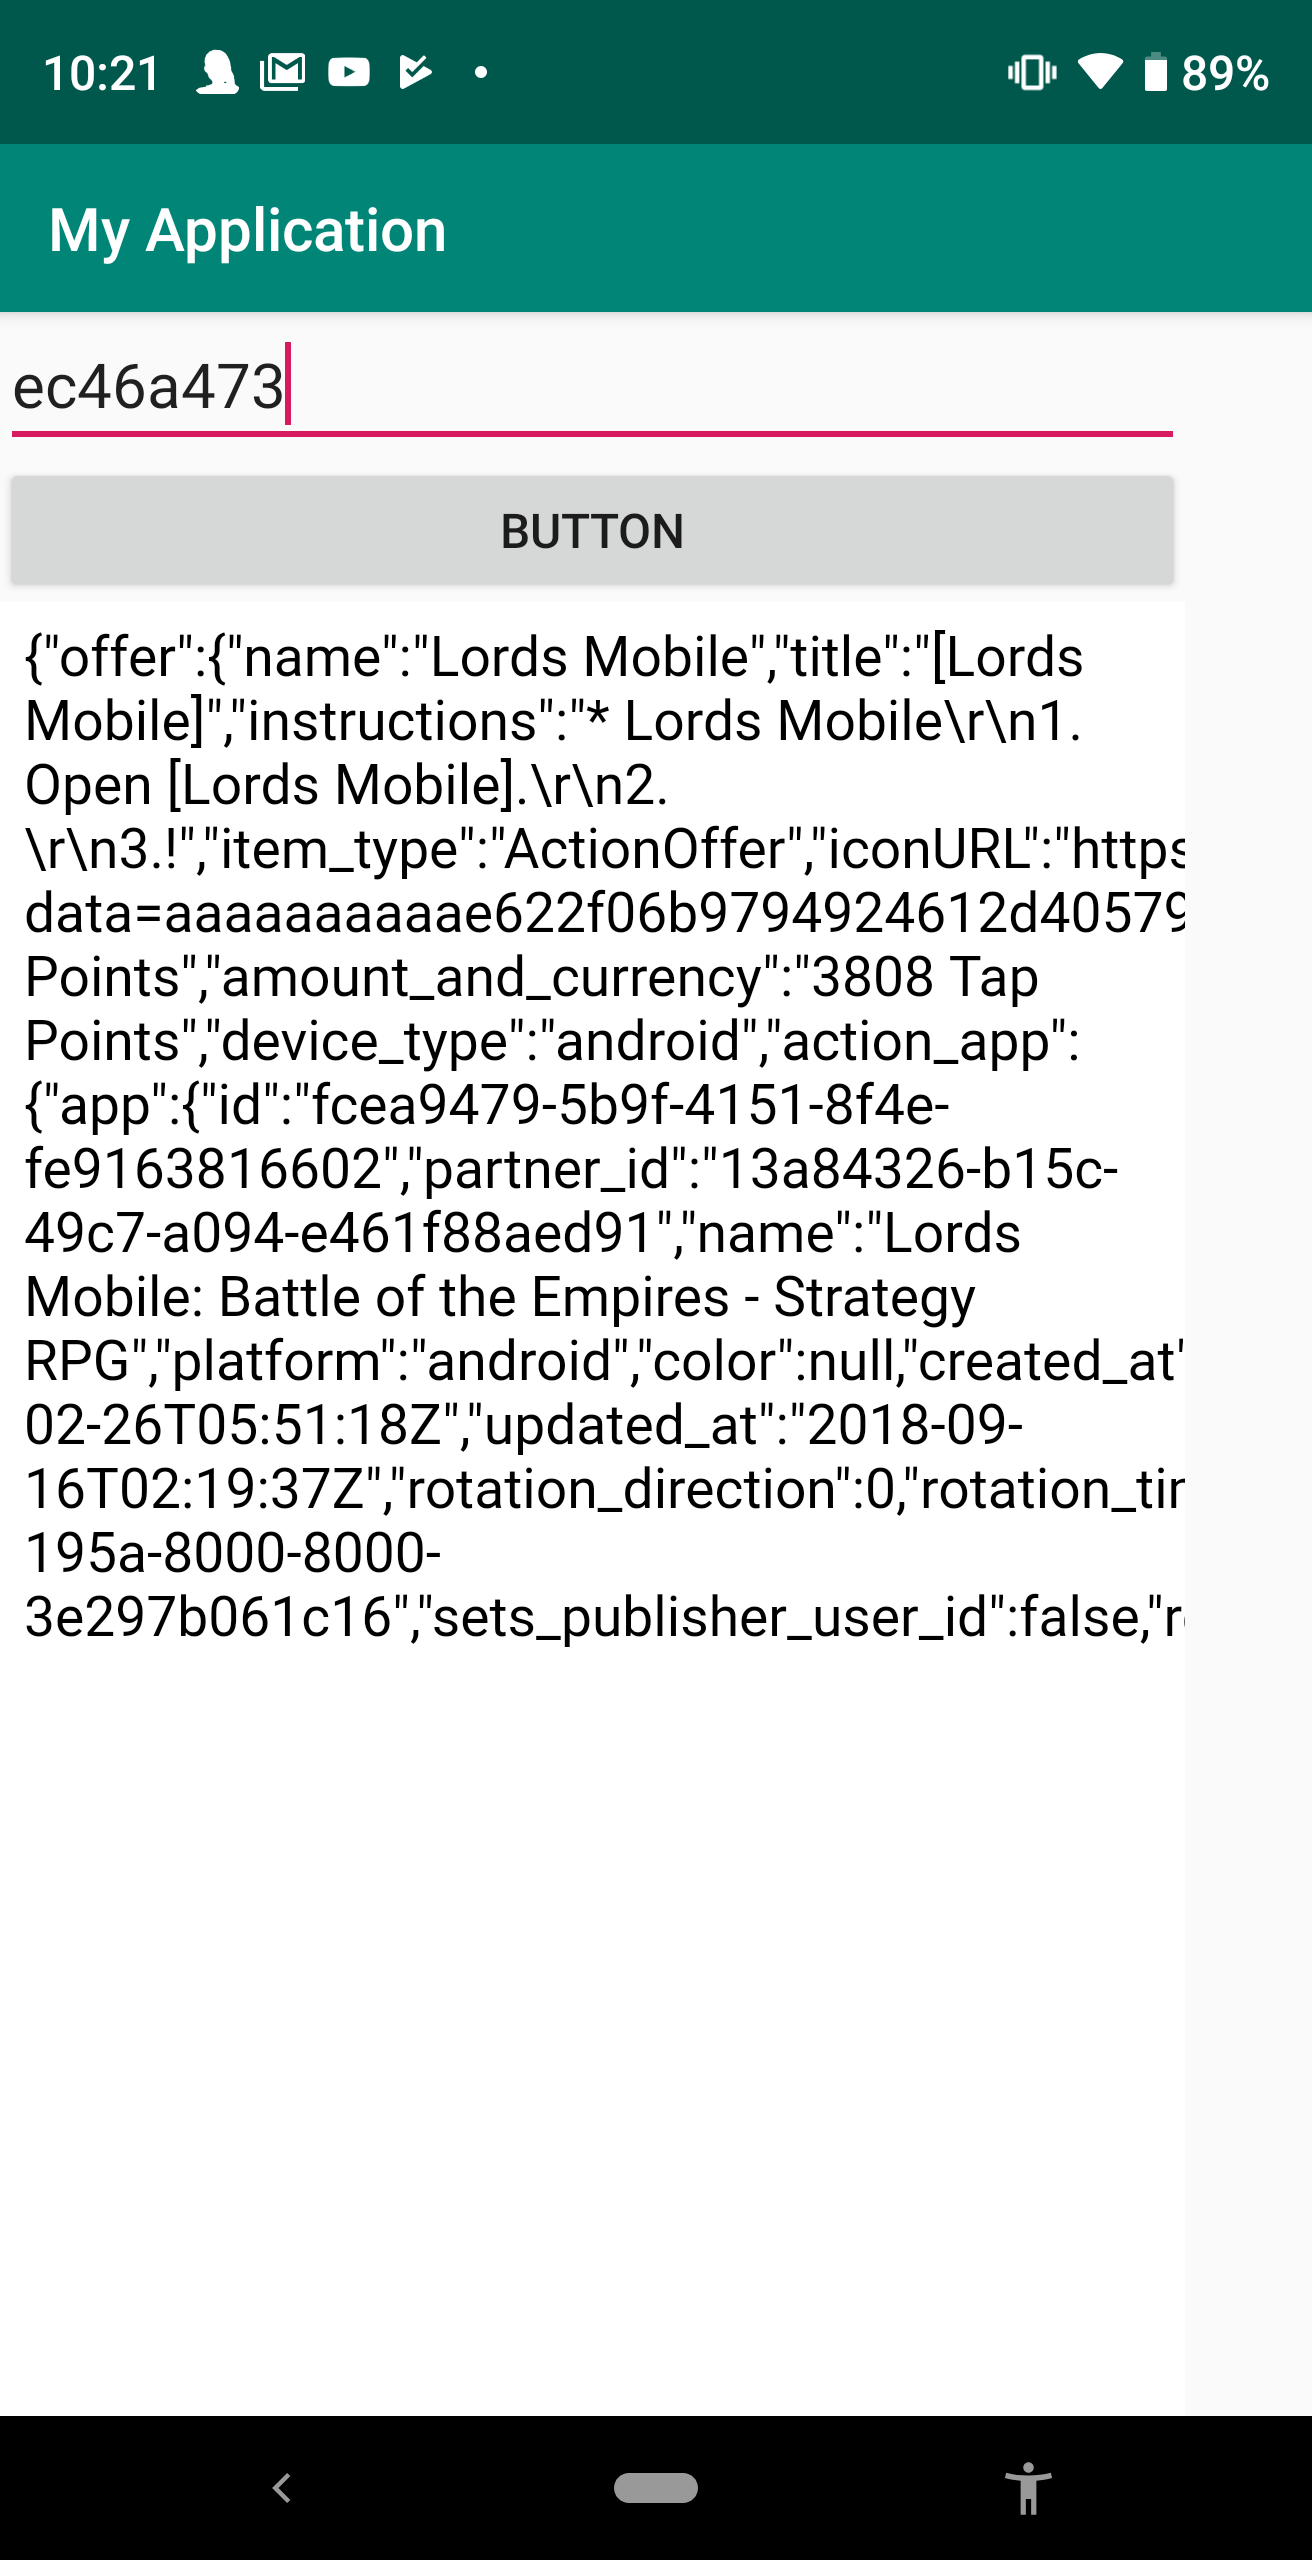 10:21
89%
My Application
ec46a473
BUTTON
{"offer":{"name":"Lords Mobile","title":"[Lords
Mobile]","instructions":"* Lords Mobile\r\n1.
Open [Lords Mobile].\r\n2.
\r\n3.!","item_type":"ActionOffer","iconURL":"https
data=aaaaaaaaaae622f06b9794924612d40579
Points","amount_and_currency":"3808 Tap
Points","device_type":"android","action_app":
{"app":{"id":"fcea9479-5b9f-4151-8f4e-
fe9163816602","partner_id":"13a84326-b15c-
49c7-a094-e461f88aed91","name":"Lords
Mobile: Battle of the Empires - Strategy
RPG","platform":"android","color":null,"created_at"
02-26T05:51:18Z","updated_at":"2018-09-
16T02:19:37Z","rotation_direction":0,"rotation_tim
195a-8000-8000-
3e297b061c16","sets_publisher_user_id":false,"re